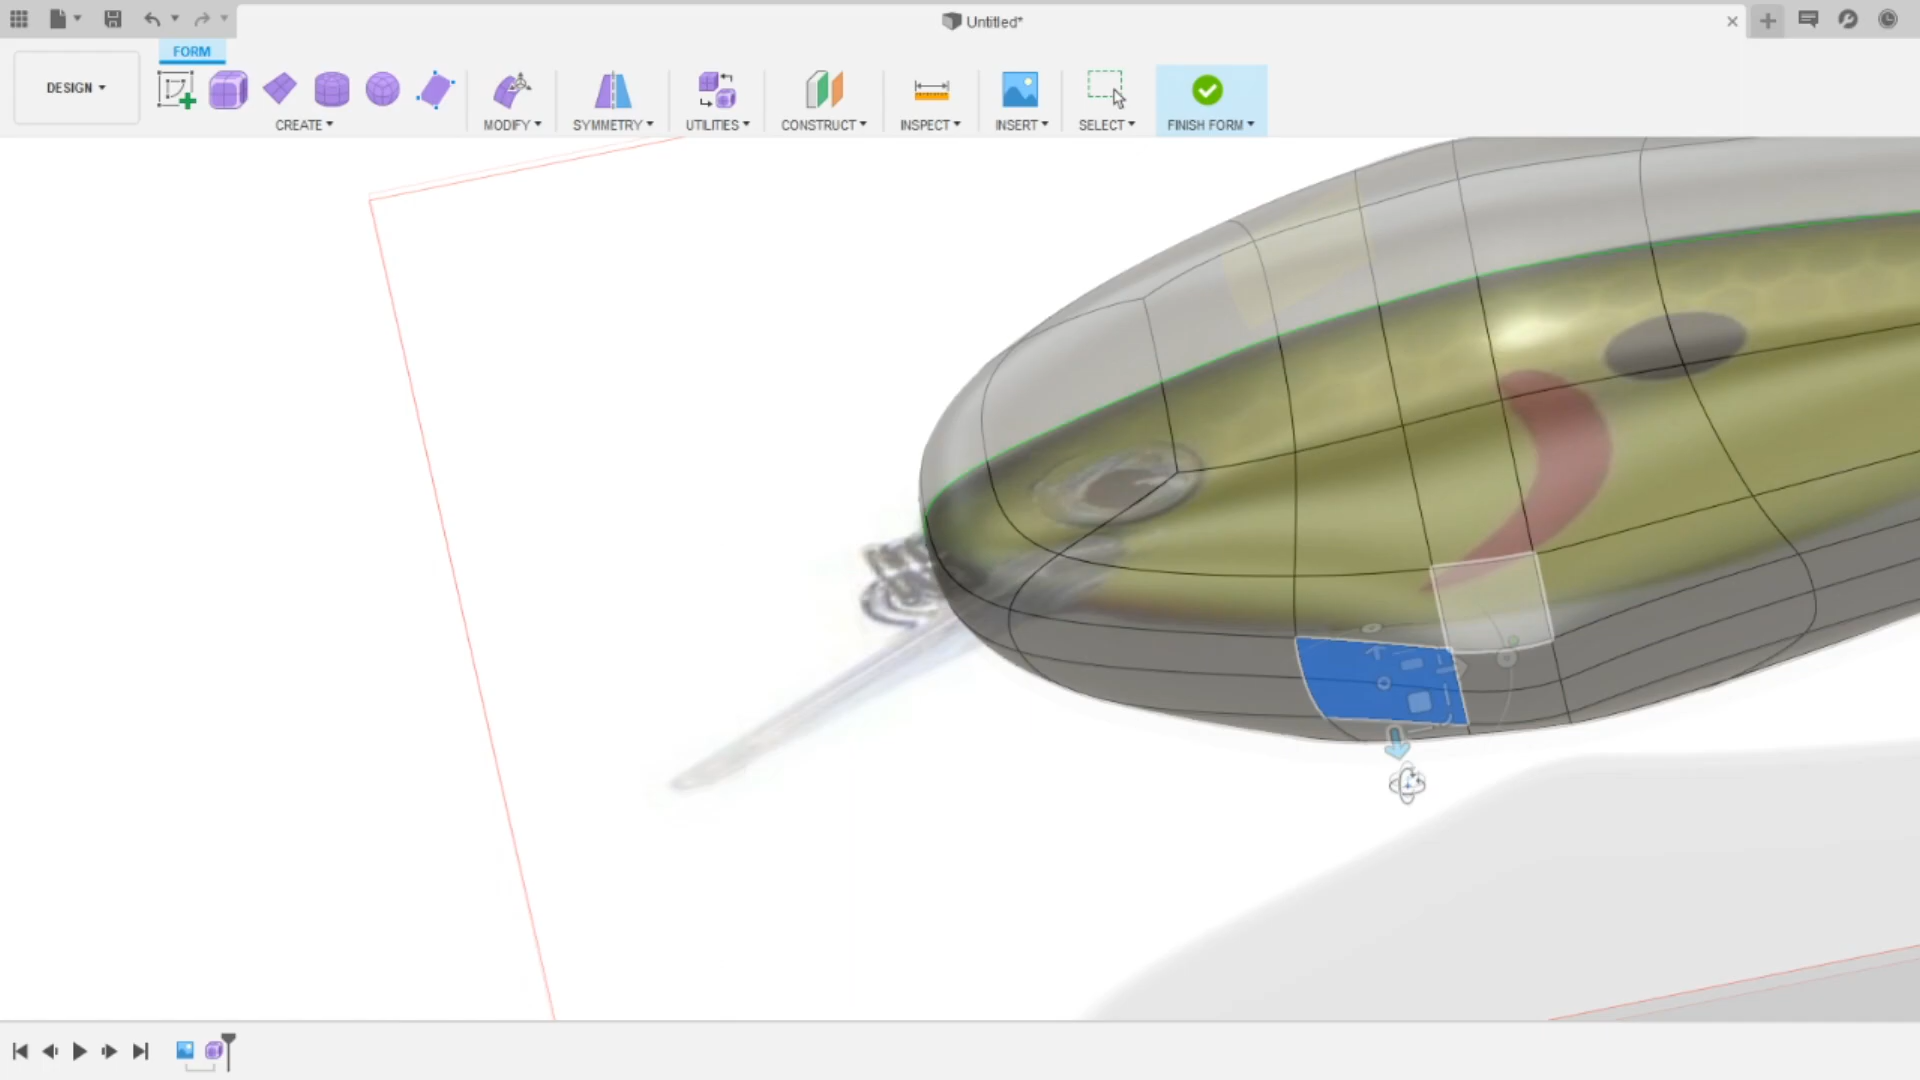 Untitled*
FORM
DESIGN
CREATE
MODIFY
SYMMETRY
UTILITIES
CONSTRUCT
INSPECT
INSERT
SELECT
FINISH FORM